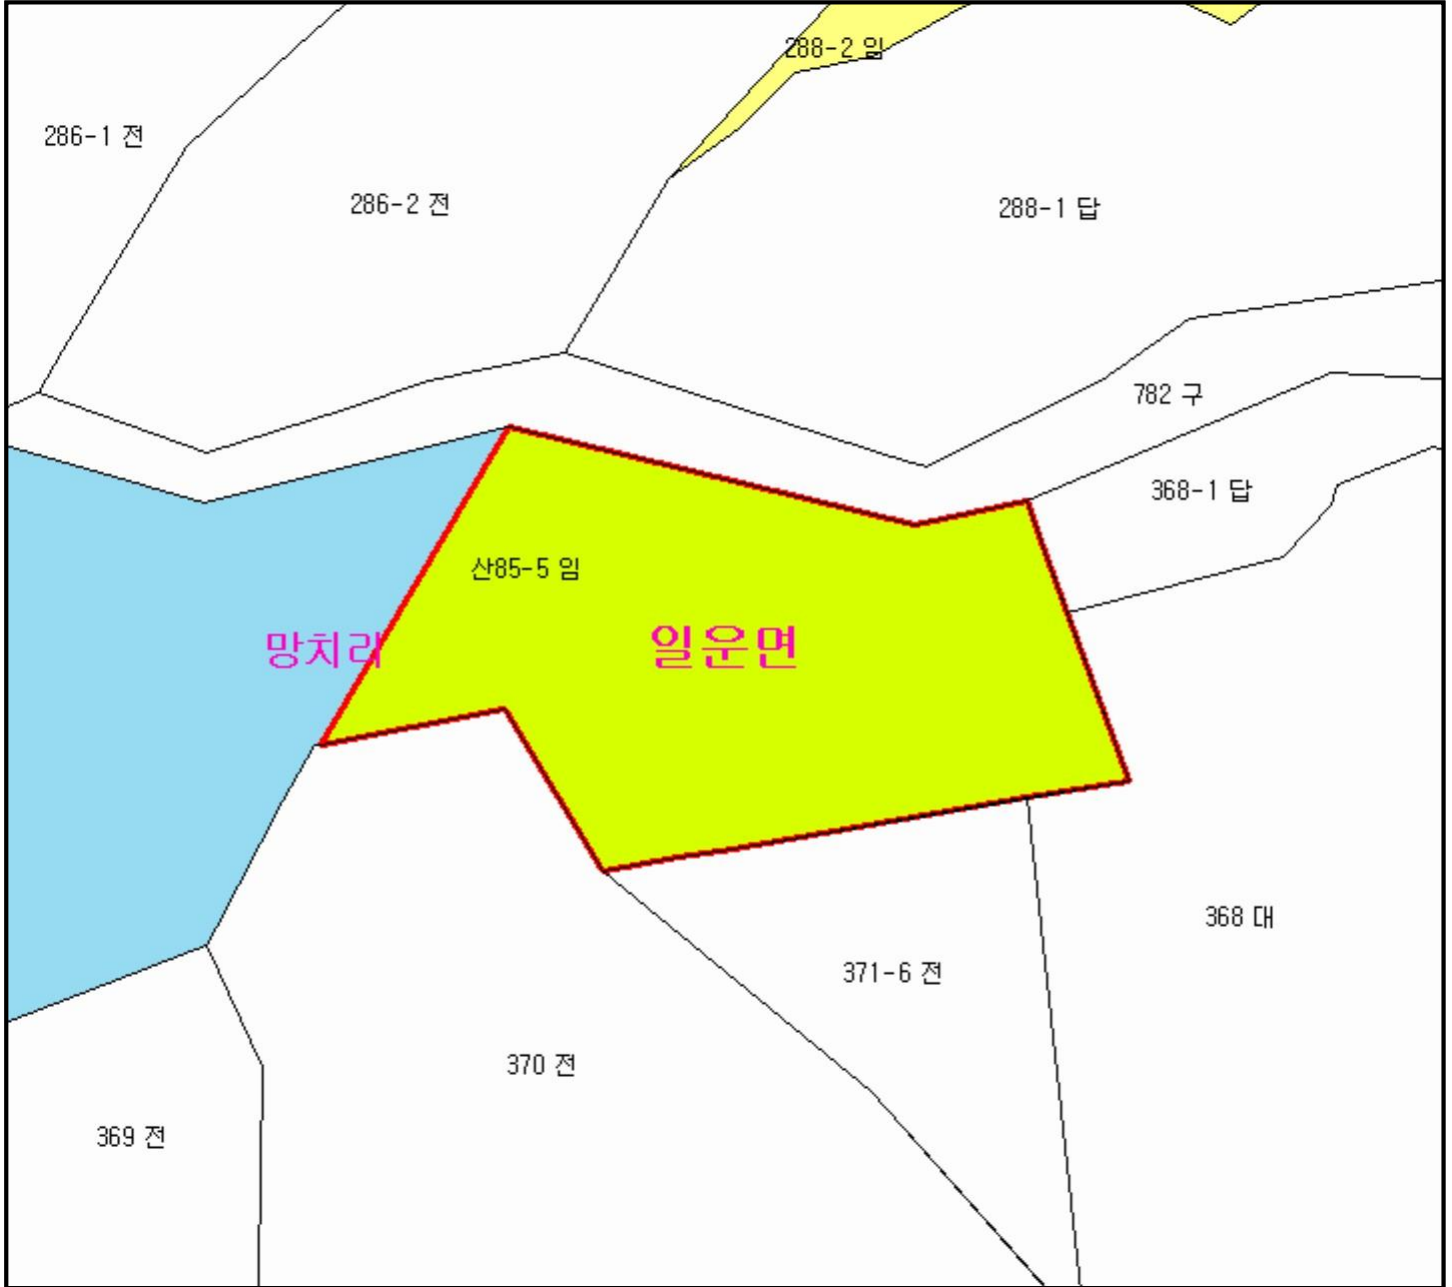 288-2 임
286-1 전
286-2 전
288-1 답
782 구
368-1 답
산85-5 임
망치리
일운면
368 대
371-6 전
370 전
369 전